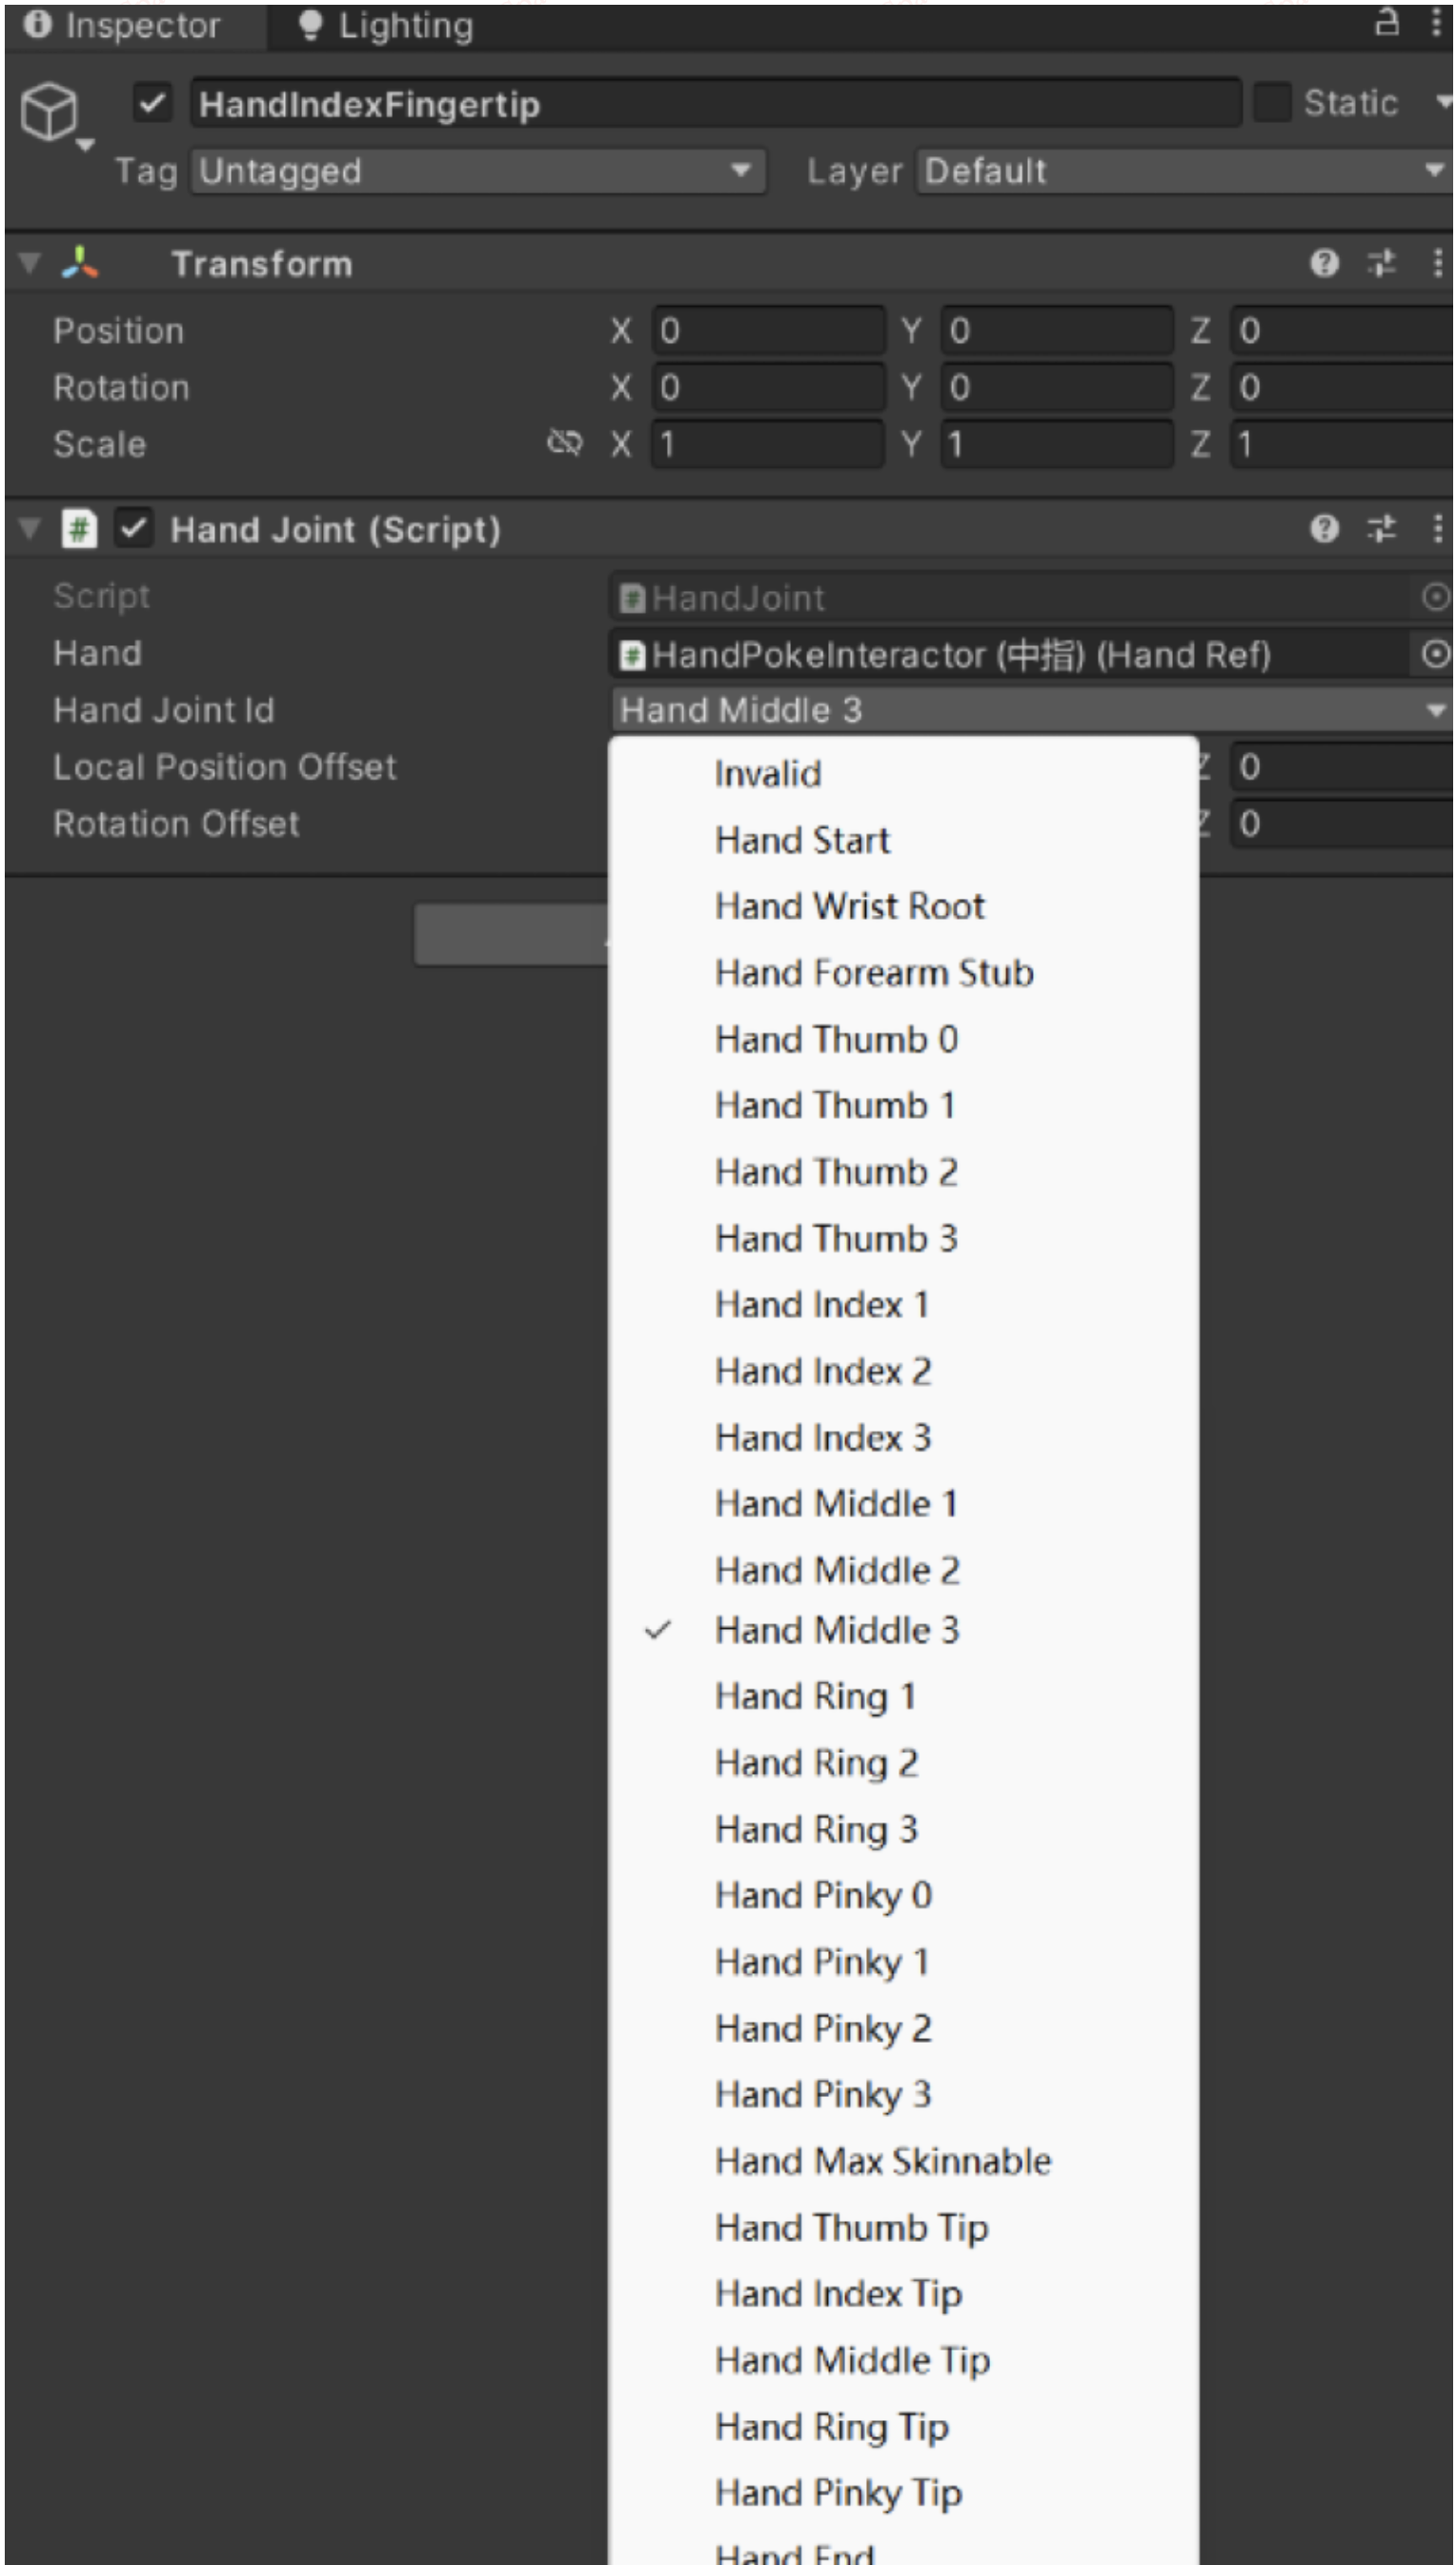 Inspector Lighting
HandIndexFingertip Static
Tag Untagged Layer Default
Transform
Position X 0 Y 0 Z 0
Rotation X 0 Y 0 Z 0
Scale X 1 Y 1 Z 1
# Hand Joint (Script)
Script # HandJoint
Hand # HandPokeInteractor (中指) (Hand Ref)
Hand Joint Id Hand Middle 3
Local Position Offset Z 0
Rotation Offset Z 0
Invalid
Hand Start
Hand Wrist Root
Hand Forearm Stub
Hand Thumb 0
Hand Thumb 1
Hand Thumb 2
Hand Thumb 3
Hand Index 1
Hand Index 2
Hand Index 3
Hand Middle 1
Hand Middle 2
Hand Middle 3
Hand Ring 1
Hand Ring 2
Hand Ring 3
Hand Pinky 0
Hand Pinky 1
Hand Pinky 2
Hand Pinky 3
Hand Max Skinnable
Hand Thumb Tip
Hand Index Tip
Hand Middle Tip
Hand Ring Tip
Hand Pinky Tip
Hand End